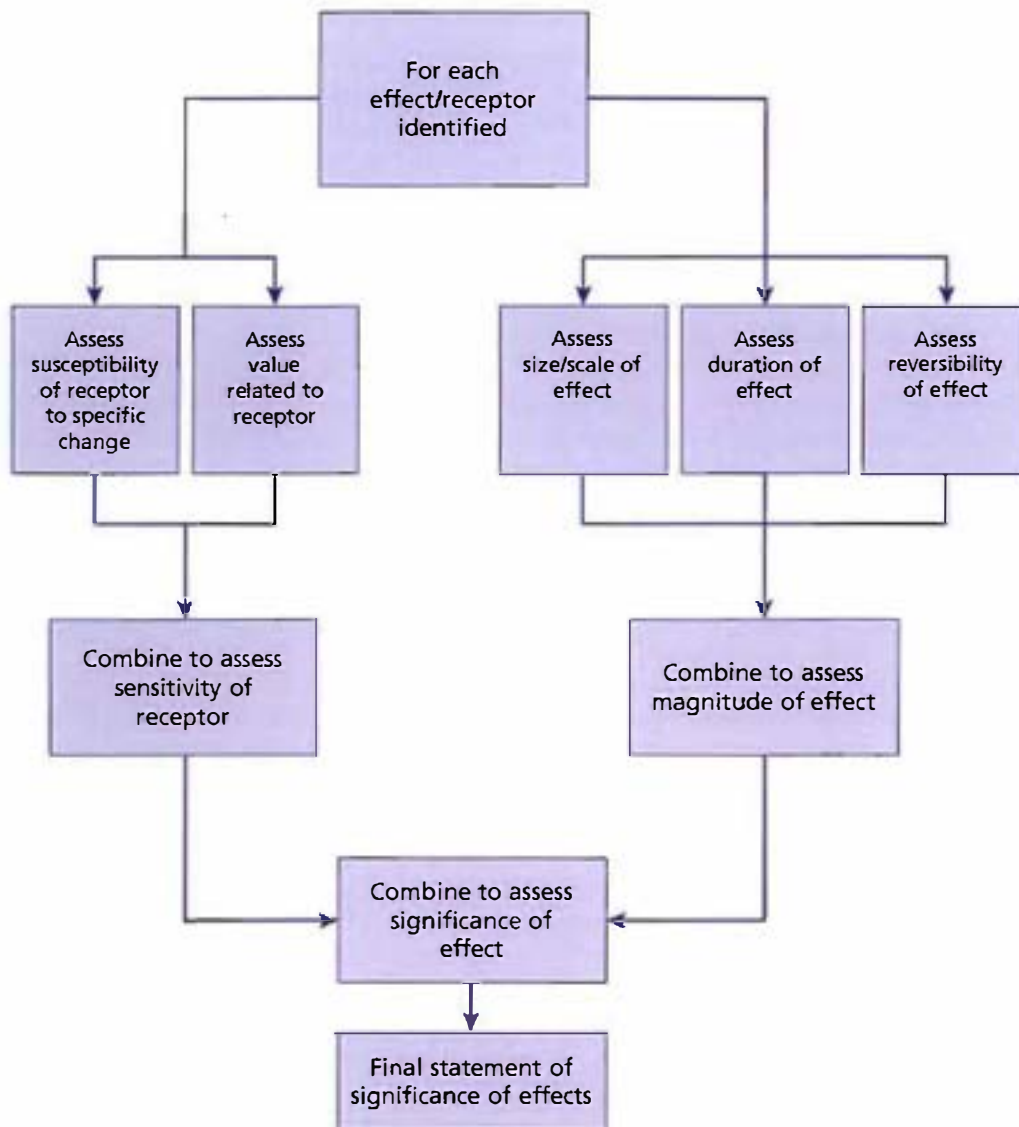 For each
effect/receptor
identified
Assess
susceptibility
of receptor
to specific
change
Assess
value
related to
receptor
Assess
size/scale of
effect
Assess
duration of
effect
Assess
reversibility
of effect
Combine to assess
sensitivity of
receptor
Combine to assess
magnitude of effect
Combine to assess
significance of
effect
Final statement of
significance of effects